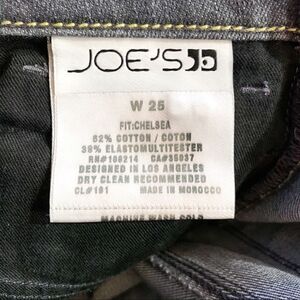 JOE'S
W 25
FIT:CHELSEA
62% COTTON / COTON
38% ELASTOMULTIESTER
RN#108214 CA#35037
DESIGNED IN LOS ANGELES
DRY CLEAN RECOMMENDED
CL#191 MADE IN MOROCCO
MACHINE WASH COLD